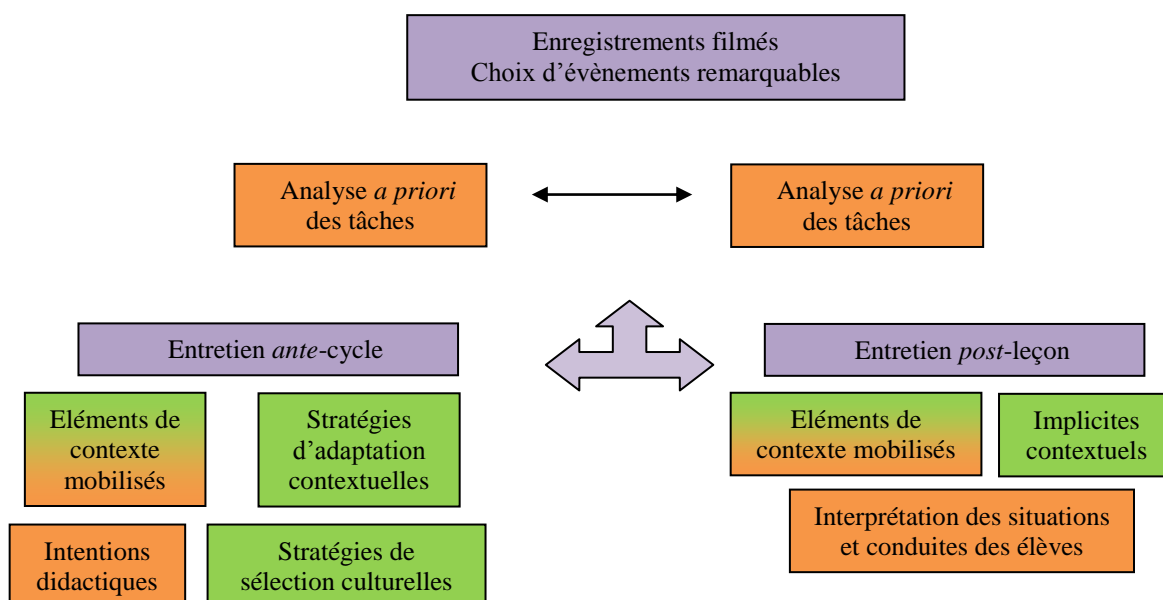 Enregistrements filmés
Choix d’évènements remarquables
Analyse a priori
des tâches
Analyse a priori
des tâches
Entretien ante-cycle
Entretien post-leçon
Eléments de
contexte
mobilisés
Stratégies
d’adaptation
contextuelles
Eléments de
contexte mobilisés
Implicites
contextuels
Intentions
didactiques
Stratégies de
sélection culturelles
Interprétation des situations
et conduites des élèves